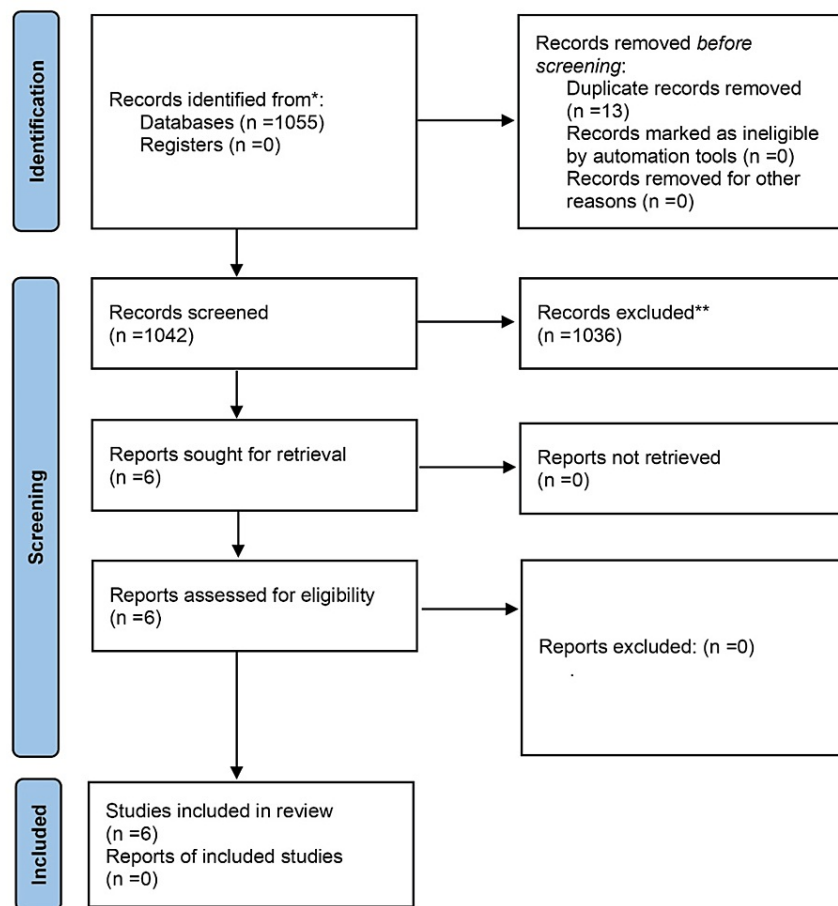 Identification
Records identified from*:
Databases (n =1055)
Registers (n =0)
Records removed before
screening:
Duplicate records removed
(n =13)
Records marked as ineligible
by automation tools (n =0)
Records removed for other
reasons (n =0)
Screening
Records screened
(n =1042)
Records excluded**
(n =1036)
Reports sought for retrieval
(n =6)
Reports not retrieved
(n =0)
Reports assessed for eligibility
(n =6)
Reports excluded: (n =0)
.
Included
Studies included in review
(n =6)
Reports of included studies
(n =0)